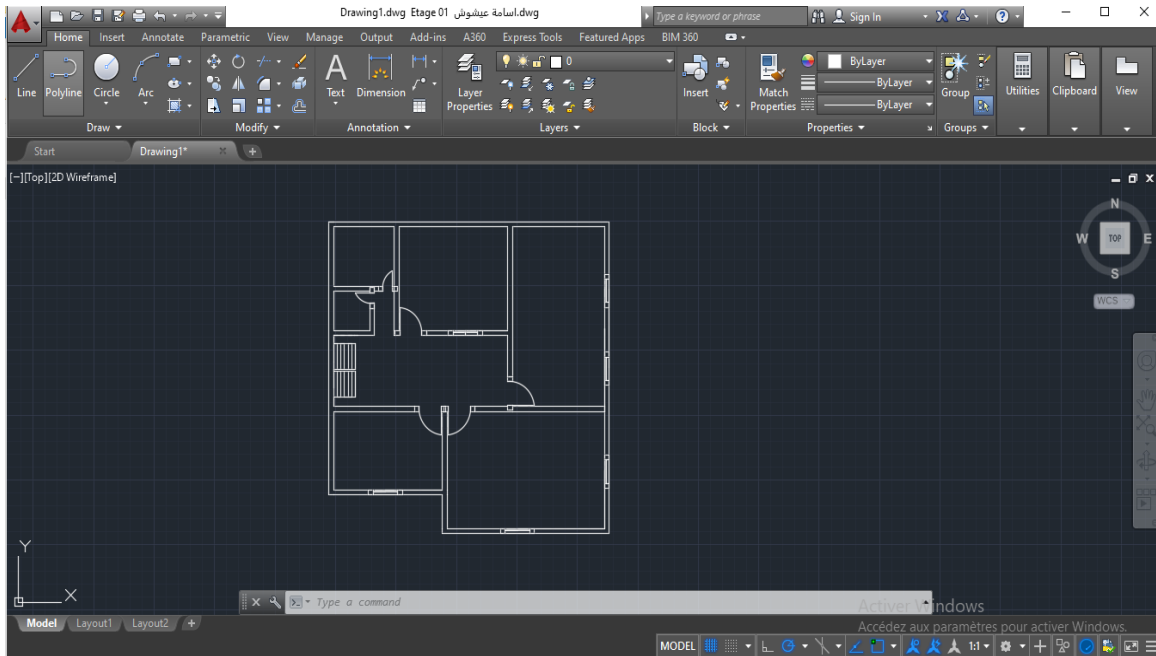 Drawing1.dwg Etage 01 اسامة عيشوش.dwg
Type a keyword or phrase
Sign In
Home Insert Annotate Parametric View Manage Output Add-ins A360 Express Tools Featured Apps BIM 360
Line Polyline Circle Arc
Text Dimension
Layer Properties
0
Insert
Match Properties
ByLayer
ByLayer
ByLayer
Group
Utilities Clipboard View
Draw Modify Annotation Layers Block Properties Groups
Start Drawing1*
[−][Top][2D Wireframe]
N
W TOP E
S
WCS
Y
X
Type a command
Activer Windows
Accédez aux paramètres pour activer Windows.
Model Layout1 Layout2
MODEL 1:1